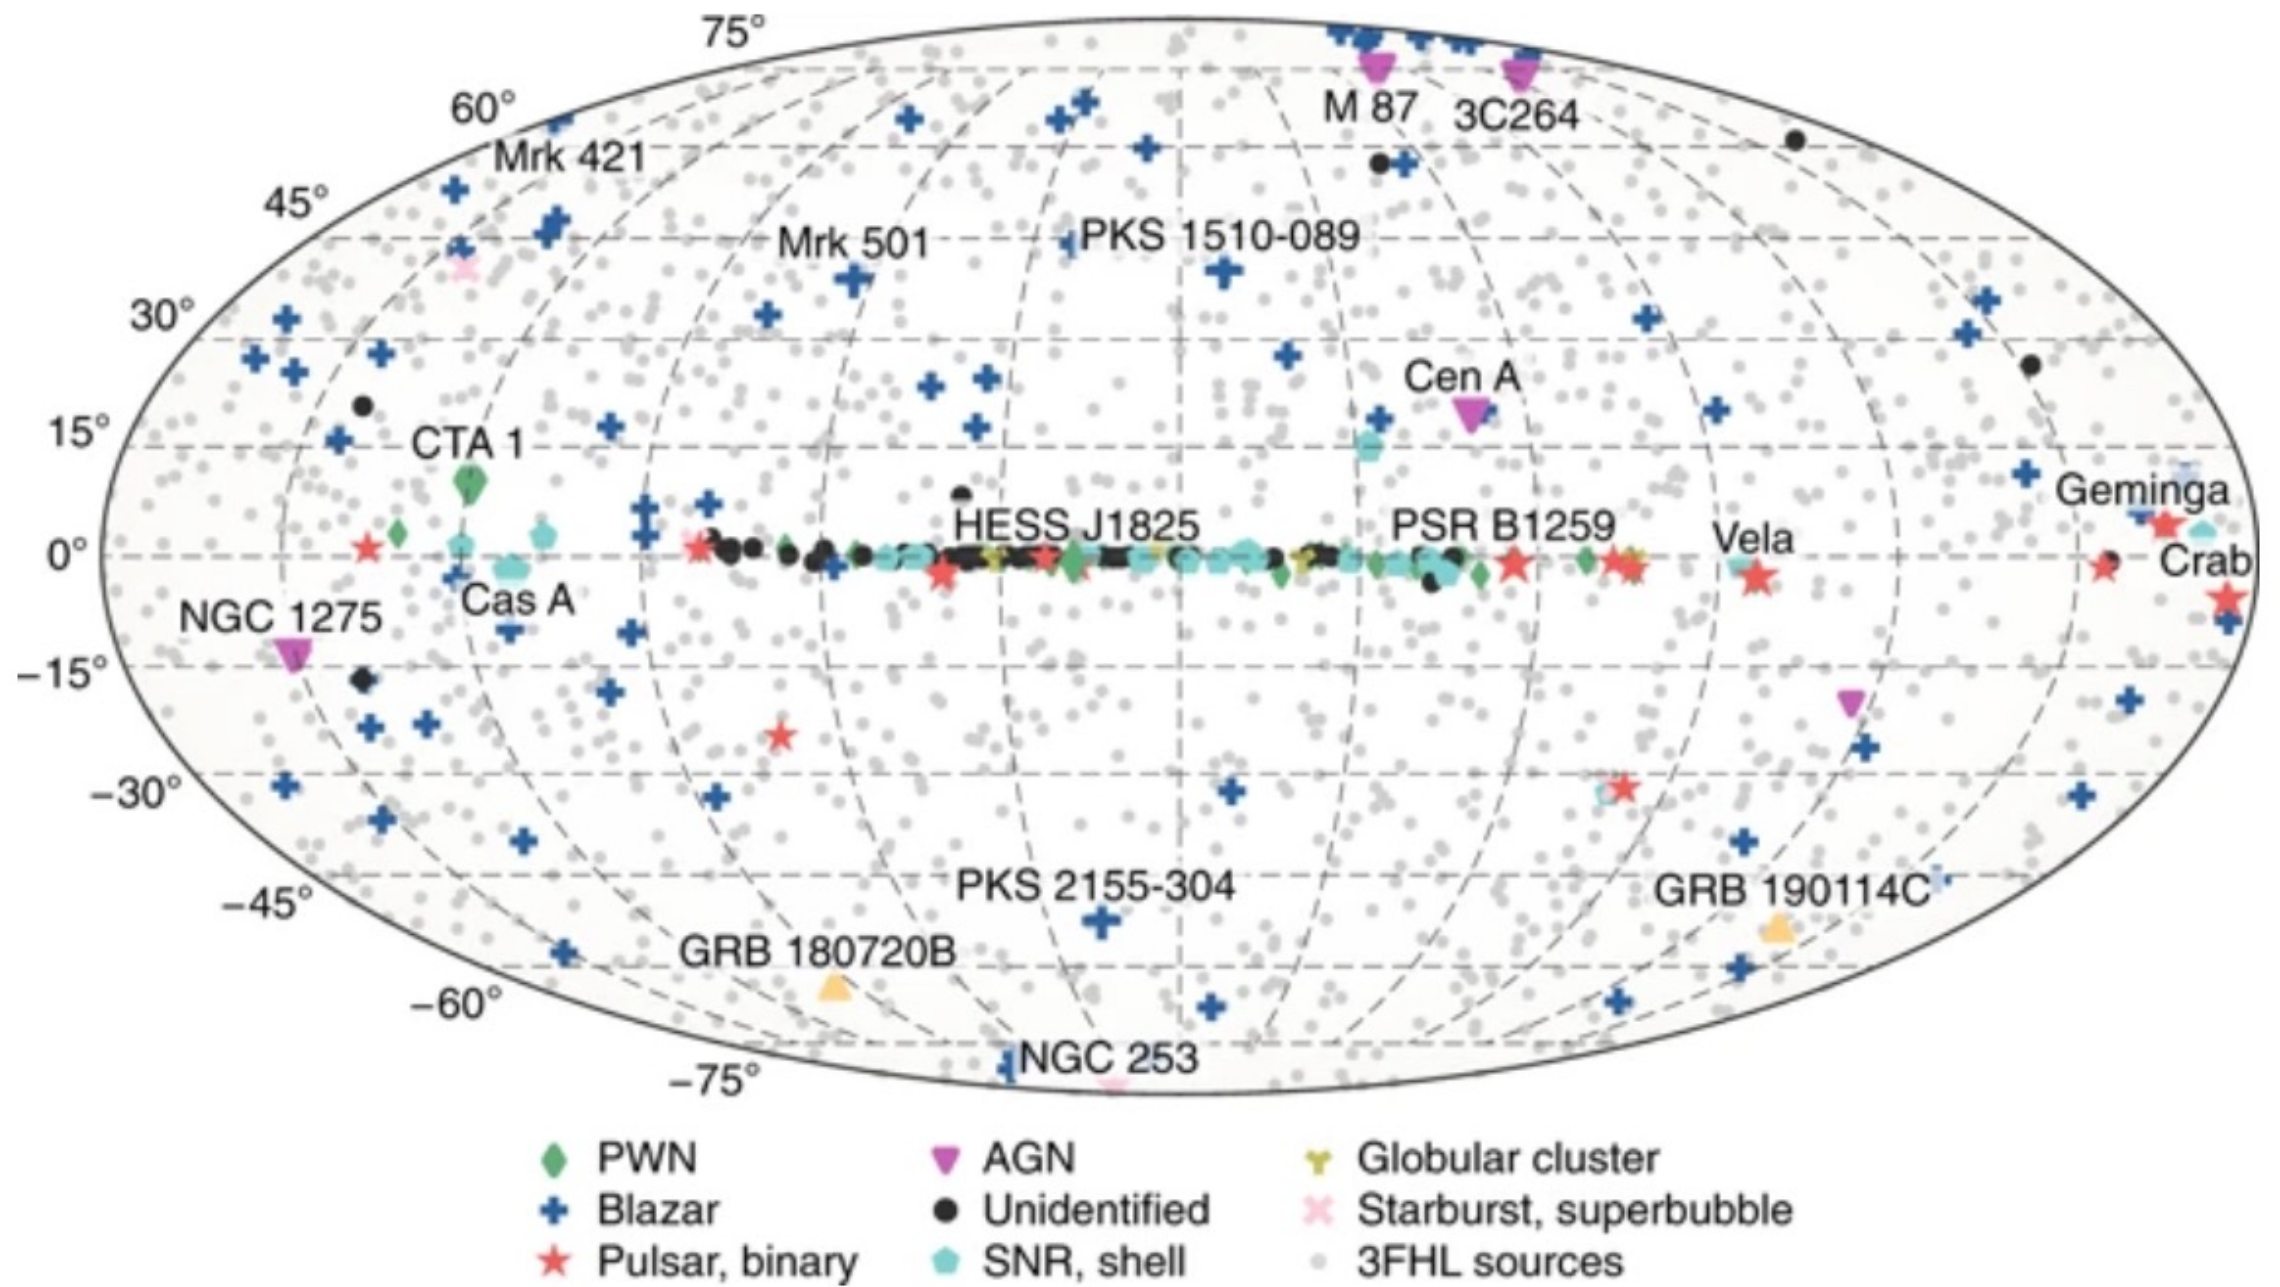 75°
60°
M 87 3C264
Mrk 421
45°
Mrk 501 PKS 1510-089
30°
Cen A
15°
CTA 1
Geminga
HESS J1825 PSR B1259 Vela
0°
Crab
Cas A
NGC 1275
−15°
−30°
PKS 2155-304 GRB 190114C
−45°
GRB 180720B
−60°
NGC 253
−75°
PWN AGN Globular cluster
Blazar Unidentified Starburst, superbubble
Pulsar, binary SNR, shell 3FHL sources